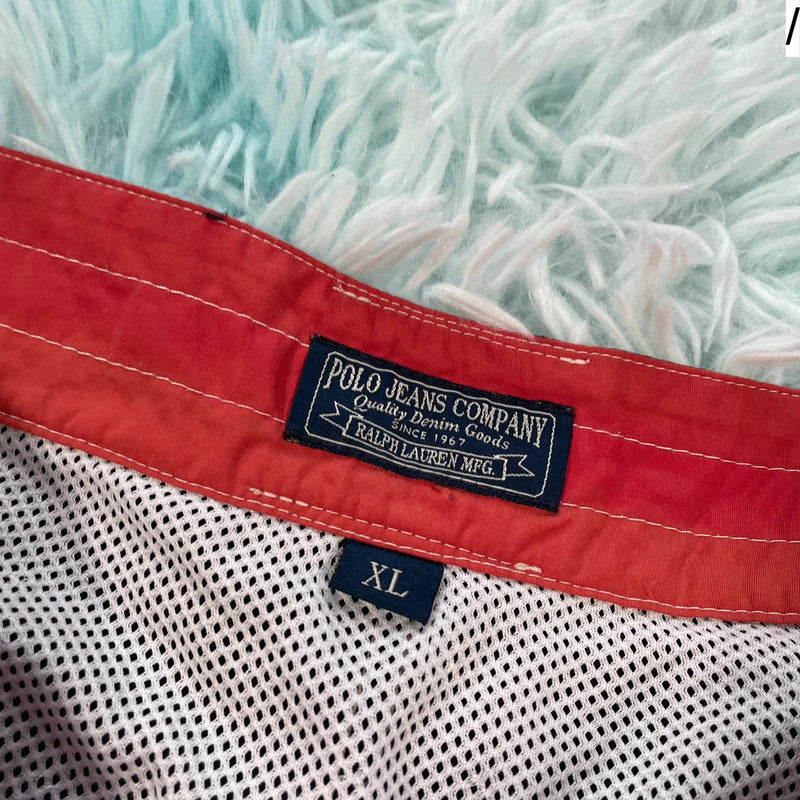 POLO JEANS COMPANY
Quality Denim Goods
SINCE 1967
RALPH LAUREN MFG.
XL